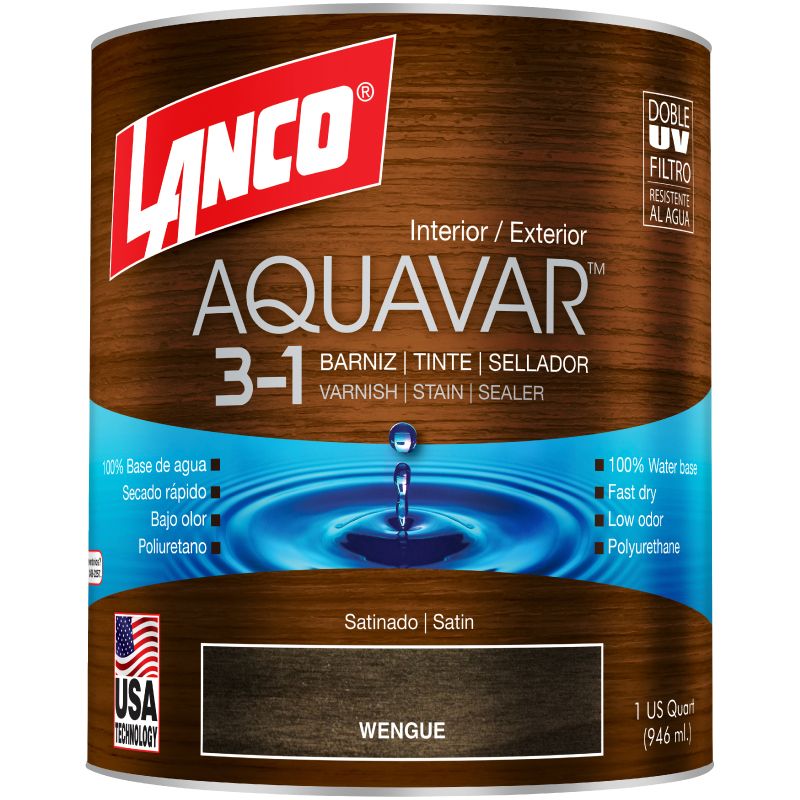 LANCO®
DOBLE
UV
FILTRO
RESISTENTE
AL AGUA
Interior / Exterior
AQUAVAR™
3-1
BARNIZ | TINTE | SELLADOR
VARNISH | STAIN | SEALER
100% Base de agua
Secado rápido
Bajo olor
Poliuretano
100% Water base
Fast dry
Low odor
Polyurethane
Satinado | Satin
USA
TECHNOLOGY
WENGUE
1 US Quart
(946 ml.)